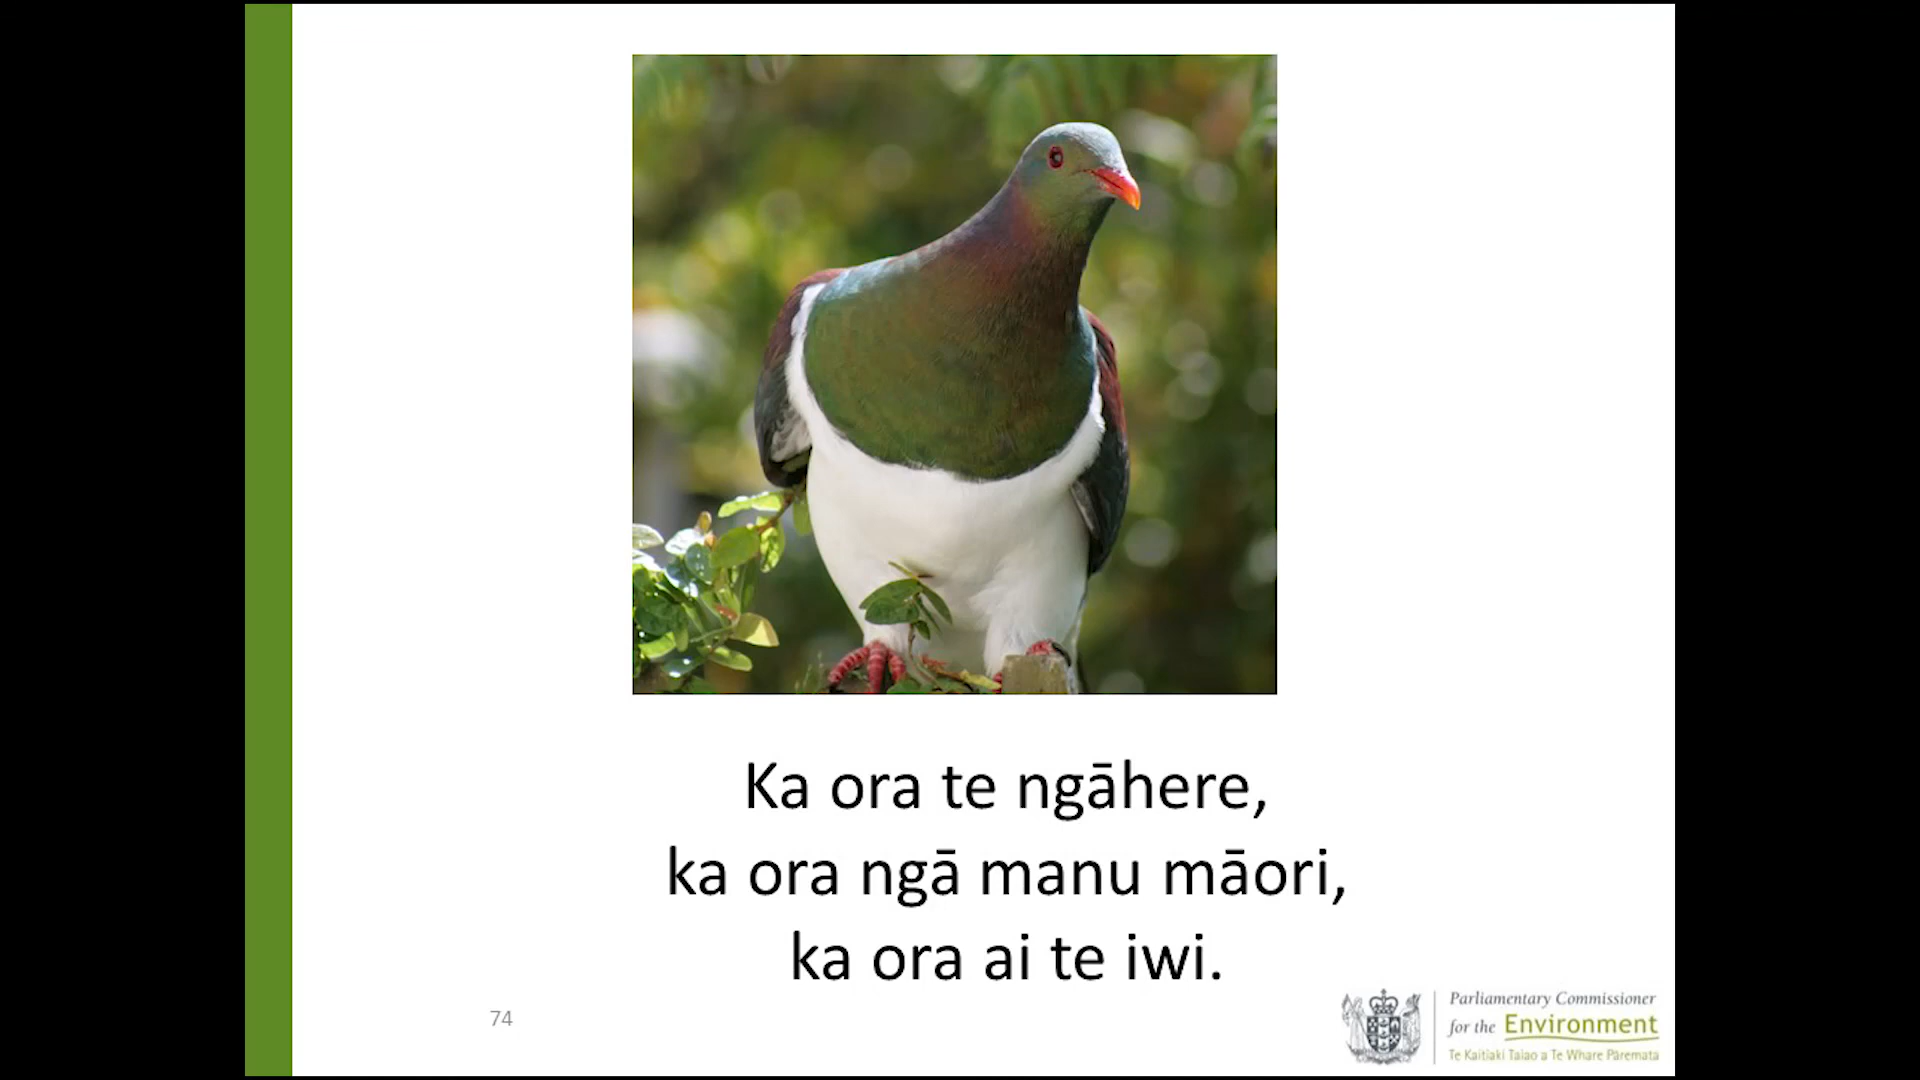 Ka ora te ngāhere,
ka ora ngā manu māori,
ka ora ai te iwi.
74
Parliamentary Commissioner
for the Environment
Te Kaitiaki Taiao a Te Whare Pāremata